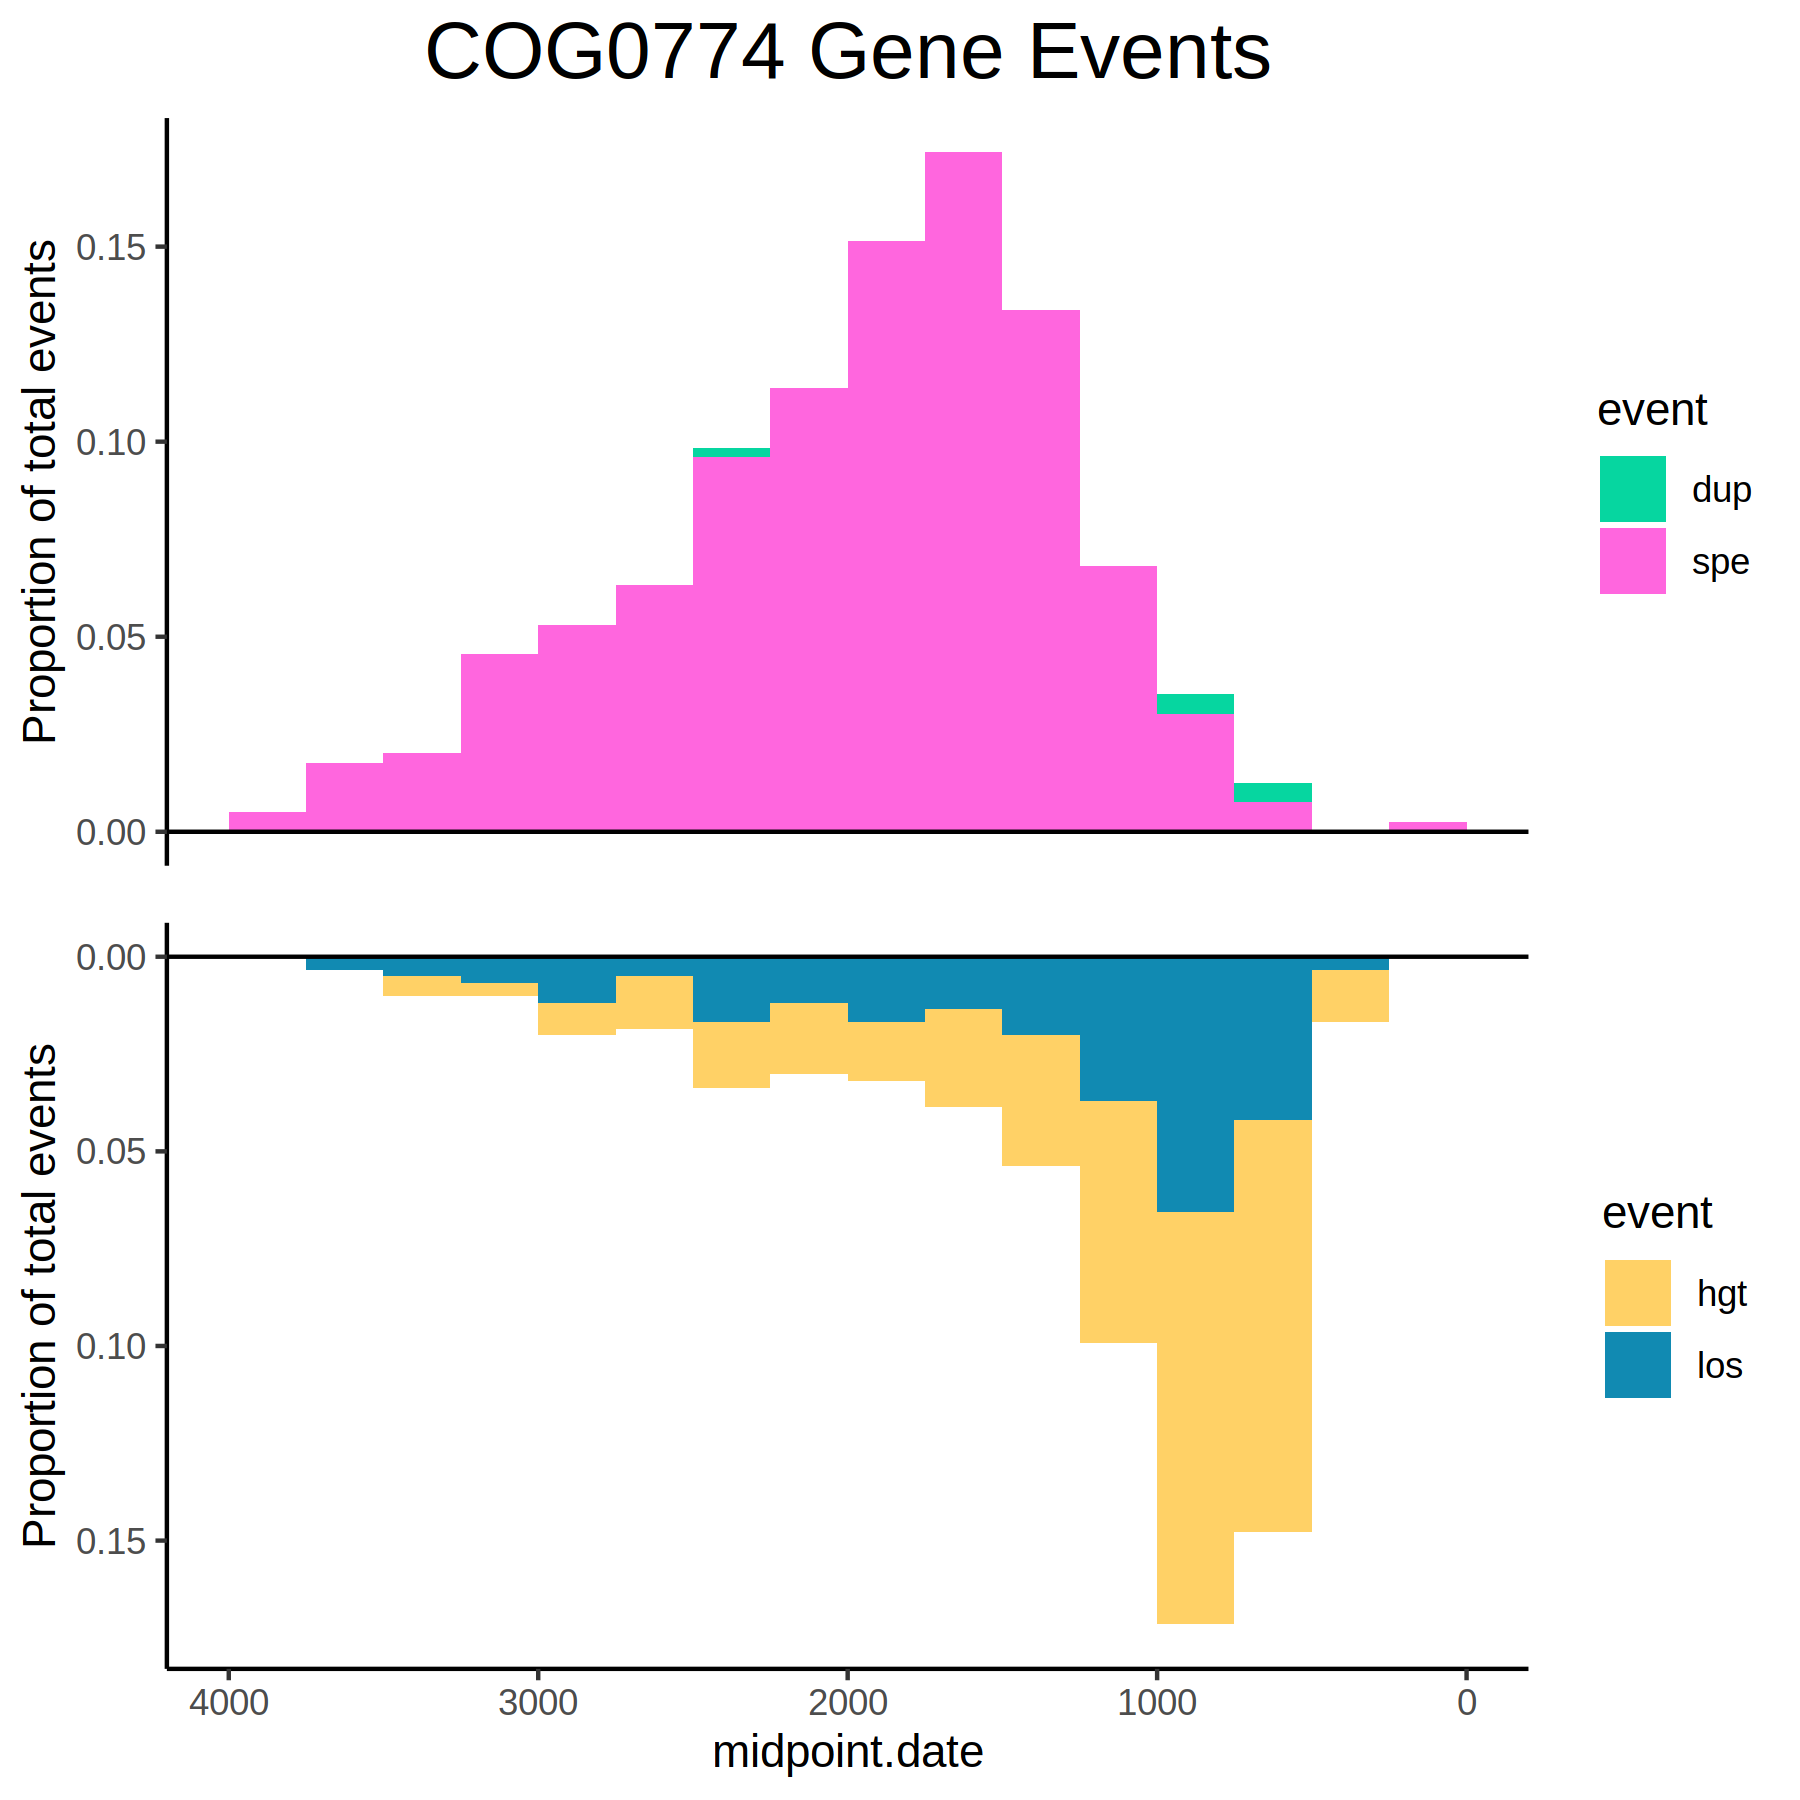 COG0774 Gene Events
Proportion of total events
0.15
0.10
0.05
0.00
event
dup
spe
Proportion of total events
0.00
0.05
0.10
0.15
event
hgt
los
4000 3000 2000 1000 0
midpoint.date